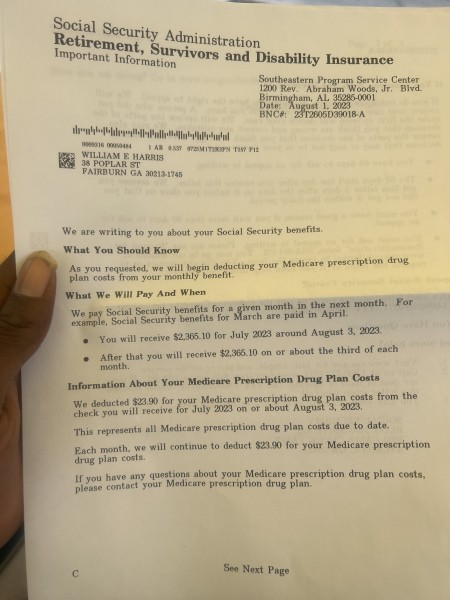 Social Security Administration
Retirement, Survivors and Disability Insurance
Important Information
Southeastern Program Service Center
1200 Rev. Abraham Woods, Jr. Blvd.
Birmingham, AL 35285-0001
Date: August 1, 2023
BNC#: 23T2605D39018-A
WILLIAM E HARRIS
38 POPLAR ST
FAIRBURN GA 30213-1745
We are writing to you about your Social Security benefits.
What You Should Know
As you requested, we will begin deducting your Medicare prescription drug
plan costs from your monthly benefit.
What We Will Pay And When
We pay Social Security benefits for a given month in the next month. For
example, Social Security benefits for March are paid in April.
● You will receive $2,365.10 for July 2023 around August 3, 2023.
● After that you will receive $2,365.10 on or about the third of each
month.
Information About Your Medicare Prescription Drug Plan Costs
We deducted $23.90 for your Medicare prescription drug plan costs from the
check you will receive for July 2023 on or about August 3, 2023.
This represents all Medicare prescription drug plan costs due to date.
Each month, we will continue to deduct $23.90 for your Medicare prescription
drug plan costs.
If you have any questions about your Medicare prescription drug plan costs,
please contact your Medicare prescription drug plan.
C
See Next Page